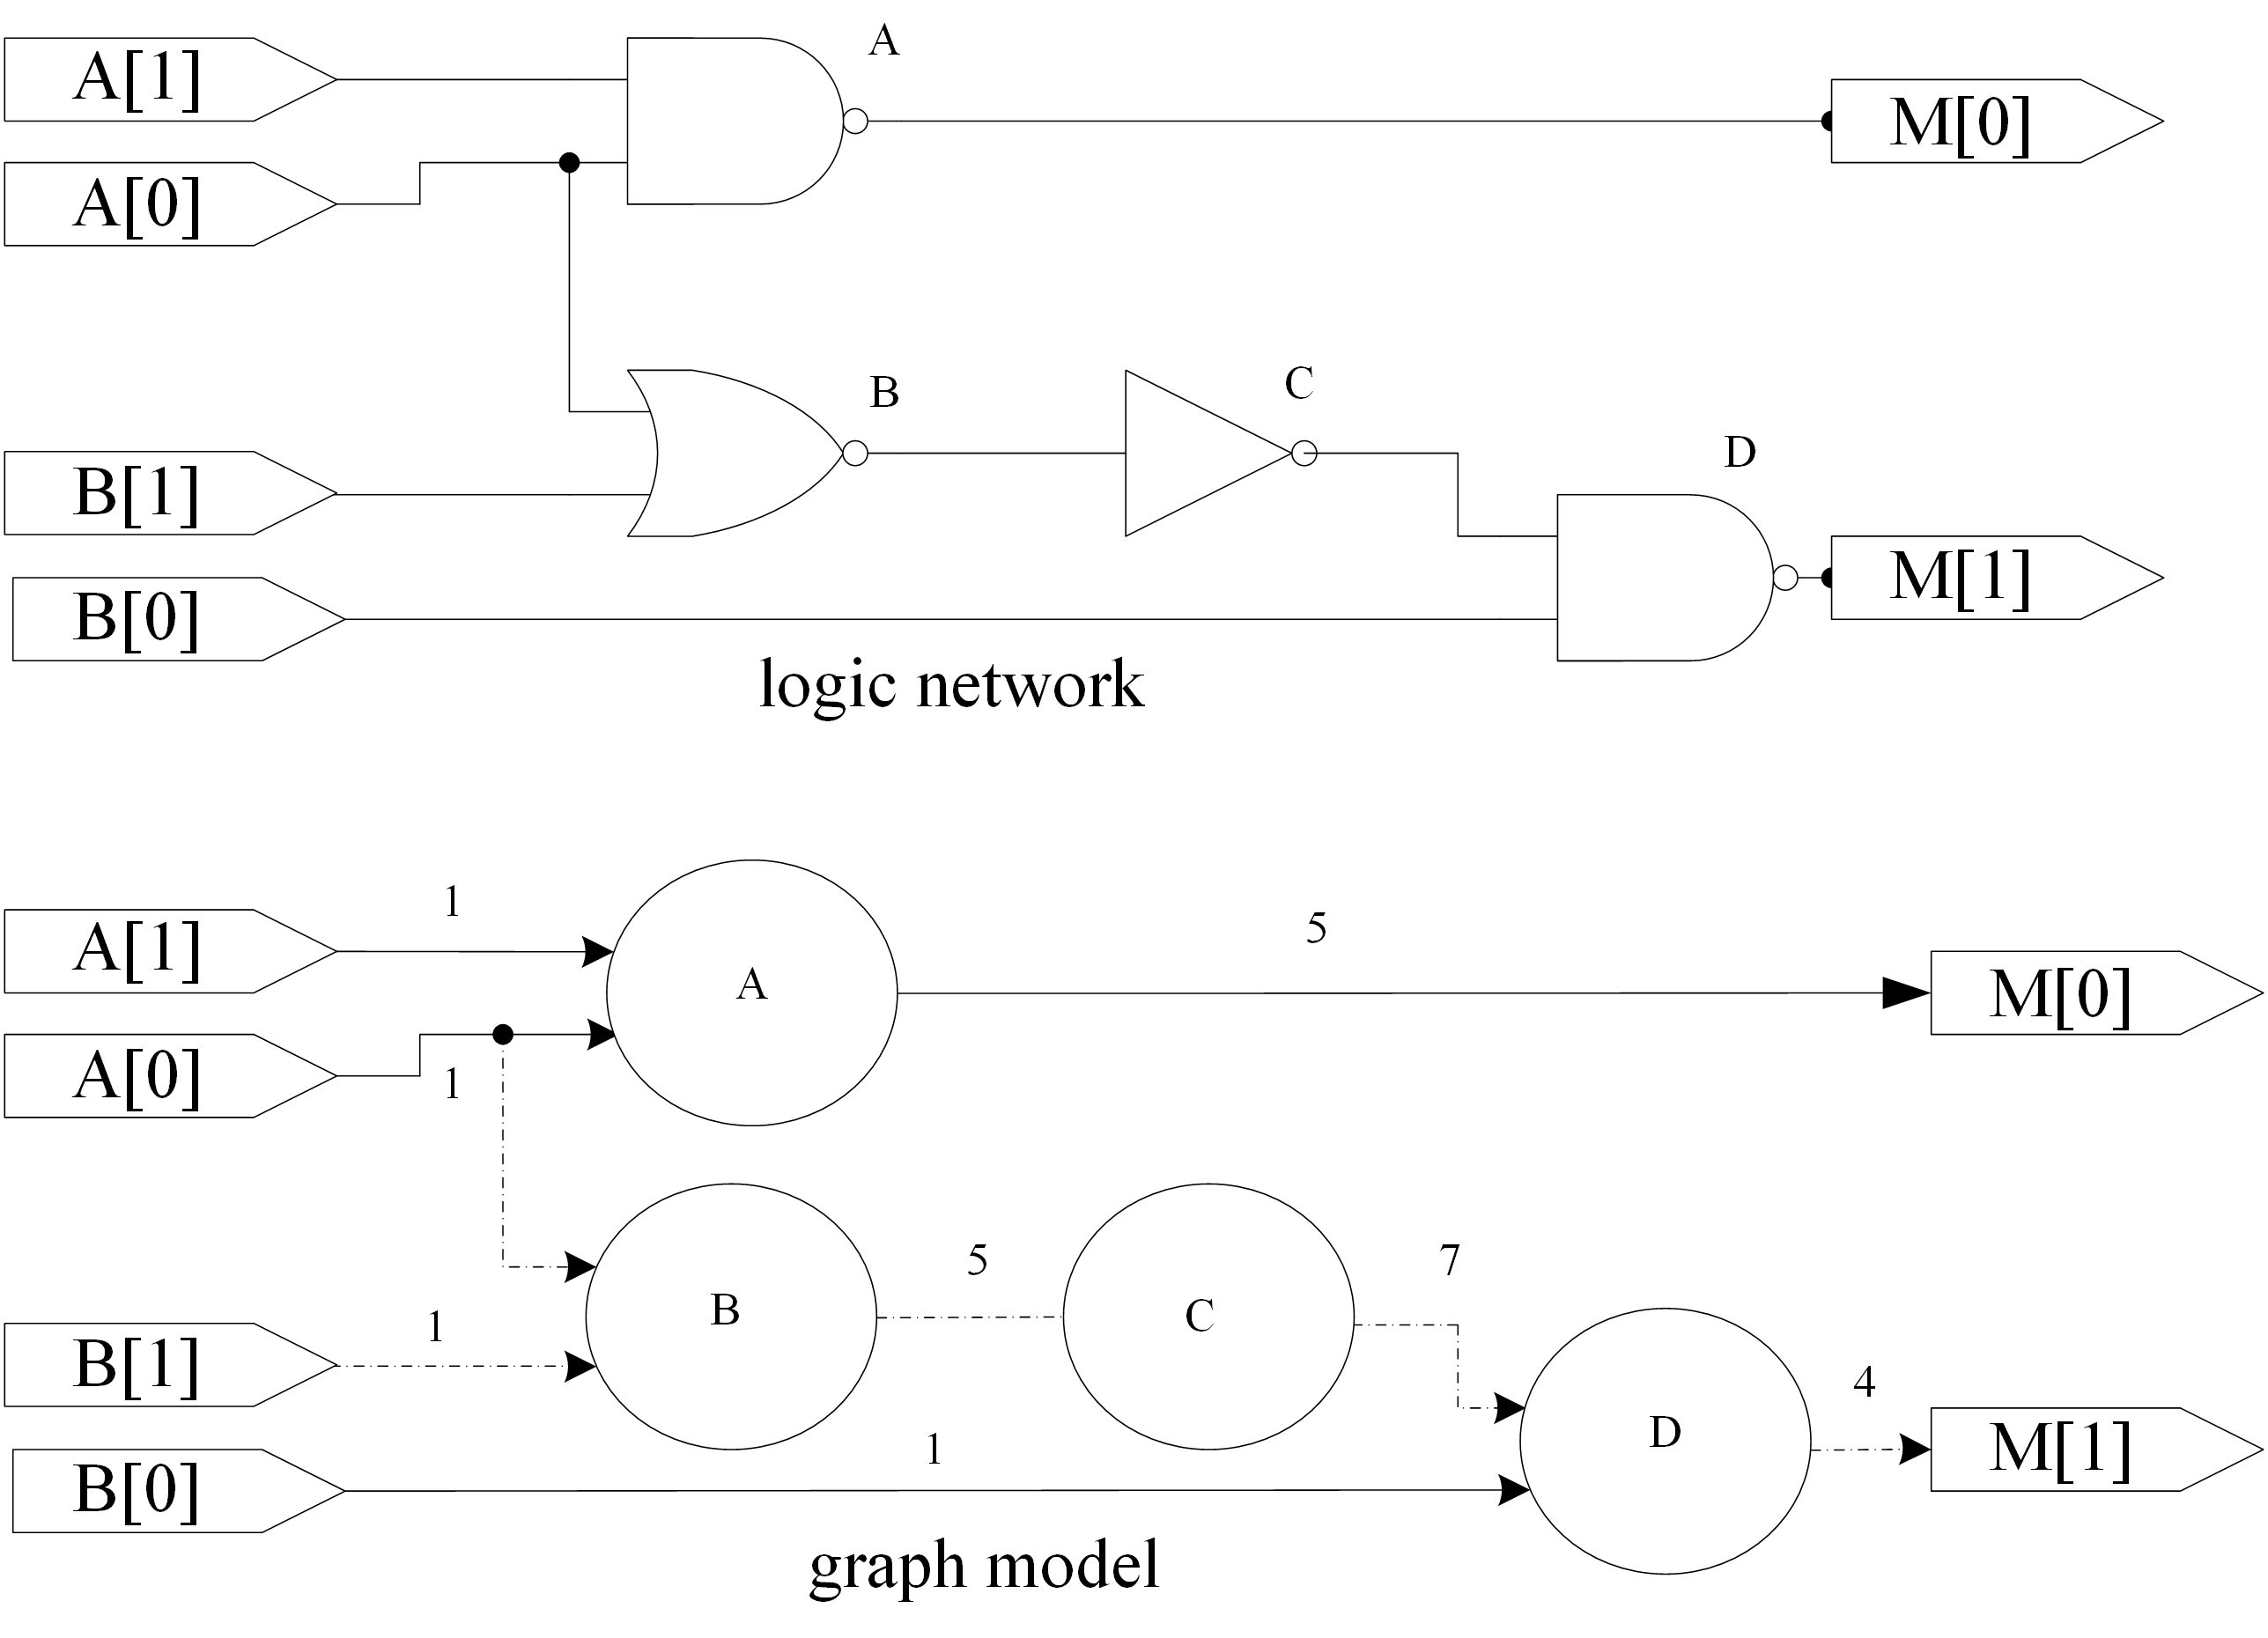 A
A[1]
M[0]
A[0]
B
C
D
B[1]
M[1]
B[0]
logic network
1
5
A[1]
A
M[0]
A[0]
1
5
7
B
C
1
B[1]
4
D
1
M[1]
B[0]
graph model